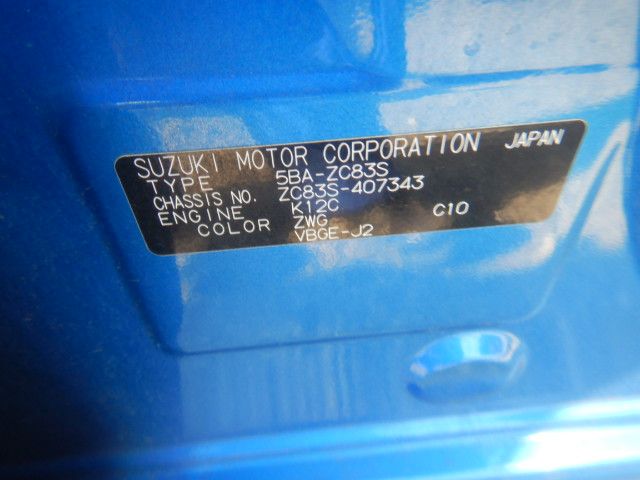 SUZUKI MOTOR CORPORATION JAPAN
TYPE 5BA-ZC83S
CHASSIS NO. ZC83S-407343
ENGINE K12C
COLOR ZWG C10
VBGE-J2